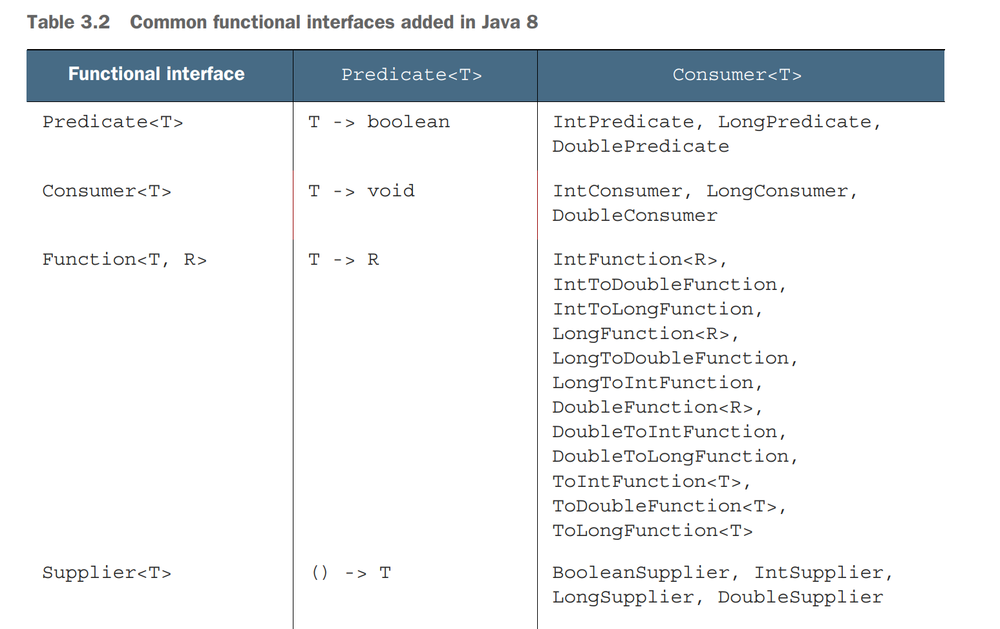 Table 3.2 Common functional interfaces added in Java 8
Functional interface Predicate<T> Consumer<T>
Predicate<T> T -> boolean IntPredicate, LongPredicate,
DoublePredicate
Consumer<T> T -> void IntConsumer, LongConsumer,
DoubleConsumer
Function<T, R> T -> R IntFunction<R>,
IntToDoubleFunction,
IntToLongFunction,
LongFunction<R>,
LongToDoubleFunction,
LongToIntFunction,
DoubleFunction<R>,
DoubleToIntFunction,
DoubleToLongFunction,
ToIntFunction<T>,
ToDoubleFunction<T>,
ToLongFunction<T>
Supplier<T> () -> T BooleanSupplier, IntSupplier,
LongSupplier, DoubleSupplier